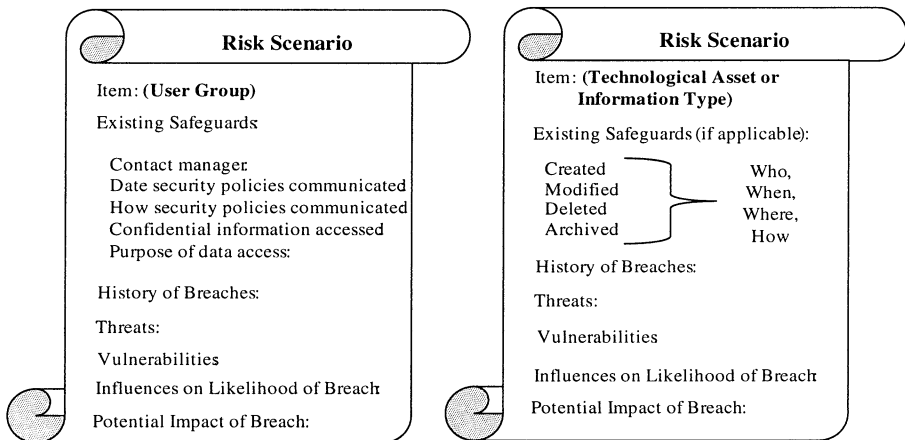 Risk Scenario
Item: (User Group)
Existing Safeguards:
Contact manager:
Date security policies communicated:
How security policies communicated:
Confidential information accessed:
Purpose of data access:
History of Breaches:
Threats:
Vulnerabilities:
Influences on Likelihood of Breach:
Potential Impact of Breach:
Risk Scenario
Item: (Technological Asset or
Information Type)
Existing Safeguards (if applicable):
Created
Modified
Deleted
Archived
Who,
When,
Where,
How
History of Breaches:
Threats:
Vulnerabilities
Influences on Likelihood of Breach:
Potential Impact of Breach: